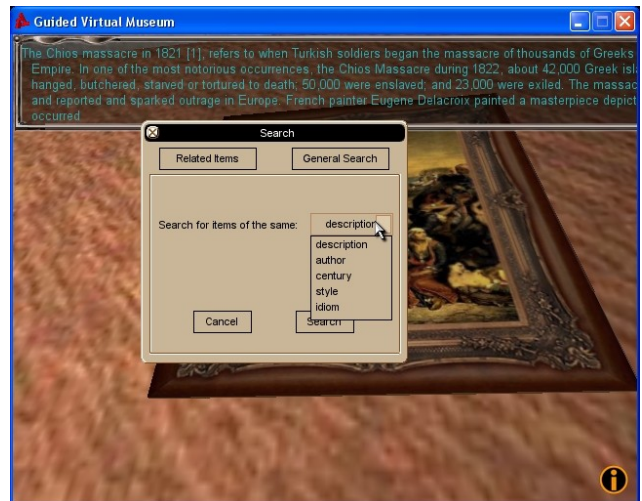 Guided Virtual Museum
The Chios massacre in 1821 [1], refers to when Turkish soldiers began the massacre of thousands of Greeks
Empire. In one of the most notorious occurrences, the Chios Massacre during 1822, about 42,000 Greek isl
hanged, butchered, starved or tortured to death; 50,000 were enslaved; and 23,000 were exiled. The massac
and reported and sparked outrage in Europe. French painter Eugene Delacroix painted a masterpiece depict
occurred.
Search
Related Items
General Search
Search for items of the same:
description
description
author
century
style
idiom
Cancel
Search